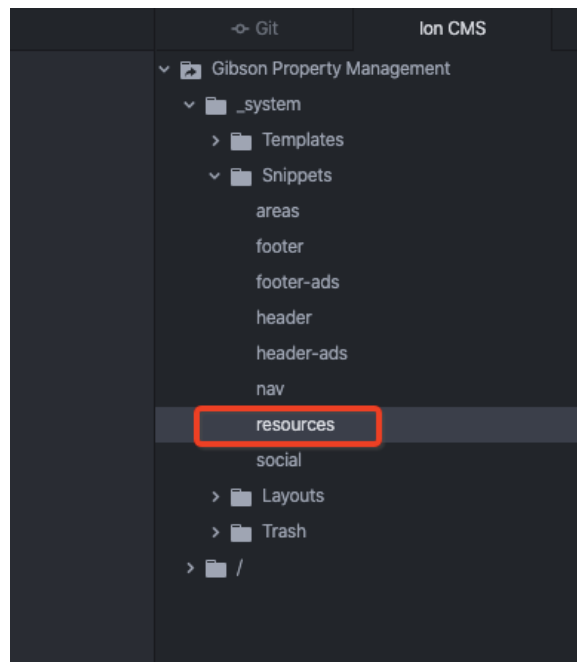 Git Ion CMS
Gibson Property Management
_system
Templates
Snippets
areas
footer
footer-ads
header
header-ads
nav
resources
social
Layouts
Trash
/